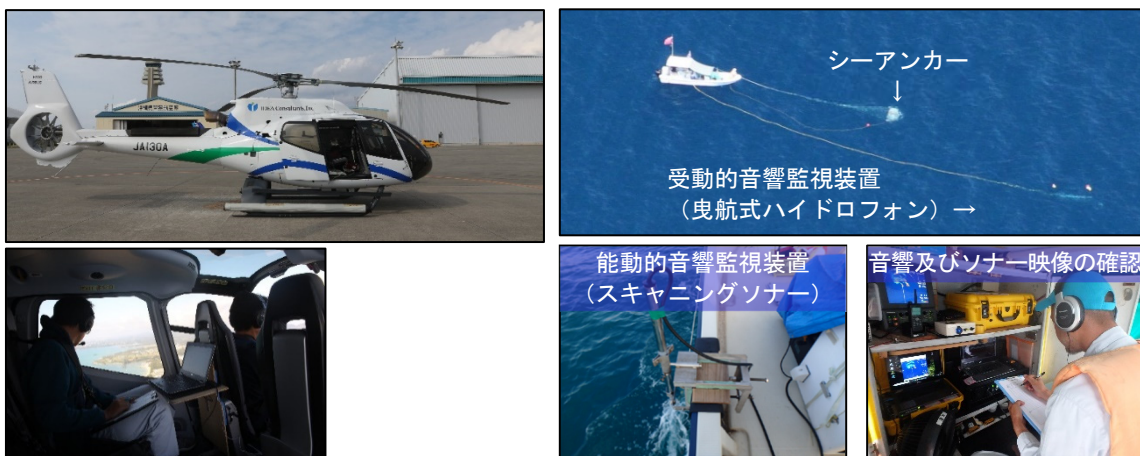 JA130A
シーアンカー
↓
受動的音響監視装置
（曳航式ハイドロフォン）→
能動的音響監視装置
（スキャニングソナー）
音響及びソナー映像の確認